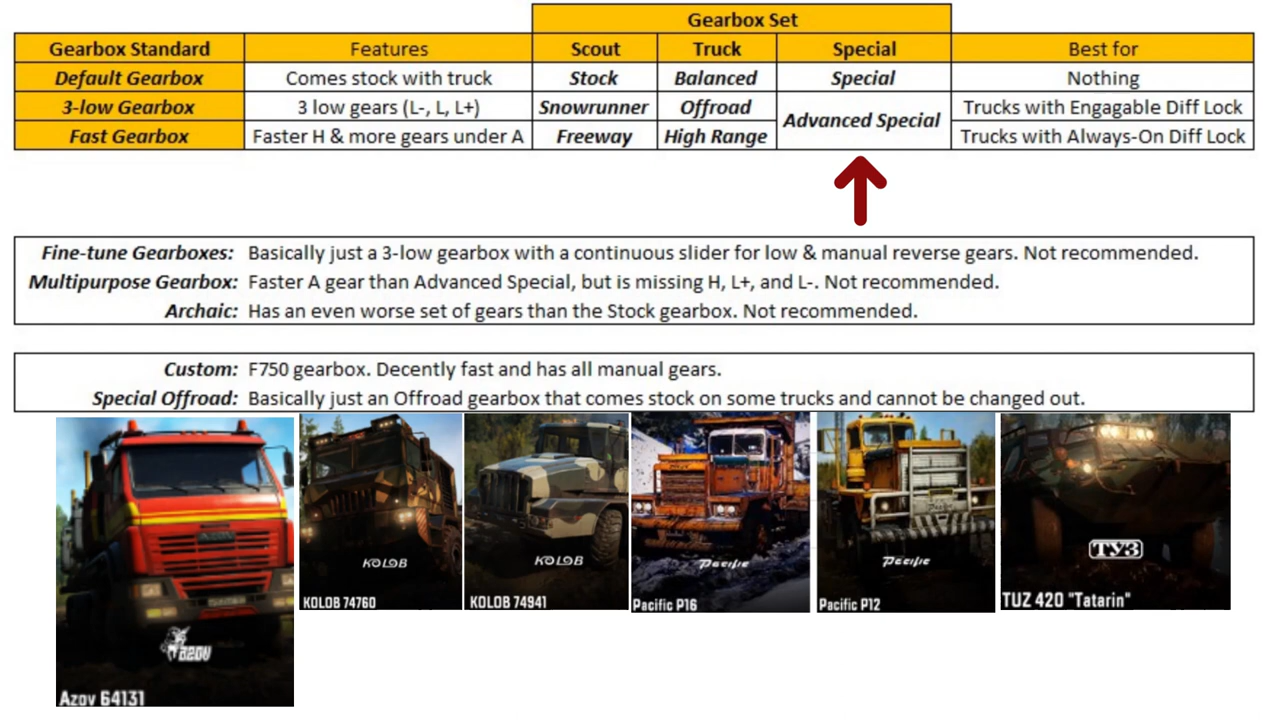 Gearbox Set
Gearbox Standard Features Scout Truck Special Best for
Default Gearbox Comes stock with truck Stock Balanced Special Nothing
3-low Gearbox 3 low gears (L-, L, L+) Snowrunner Offroad Advanced Special Trucks with Engagable Diff Lock
Fast Gearbox Faster H & more gears under A Freeway High Range Trucks with Always-On Diff Lock
Fine-tune Gearboxes: Basically just a 3-low gearbox with a continuous slider for low & manual reverse gears. Not recommended.
Multipurpose Gearbox: Faster A gear than Advanced Special, but is missing H, L+, and L-. Not recommended.
Archaic: Has an even worse set of gears than the Stock gearbox. Not recommended.
Custom: F750 gearbox. Decently fast and has all manual gears.
Special Offroad: Basically just an Offroad gearbox that comes stock on some trucks and cannot be changed out.
AZOV
AZOV
Azov 64131
KOLOB
KOLOB 74760
KOLOB
KOLOB 74941
Pacific
Pacific P16
Pacific
Pacific P12
ТУЗ
TUZ 420 "Tatarin"